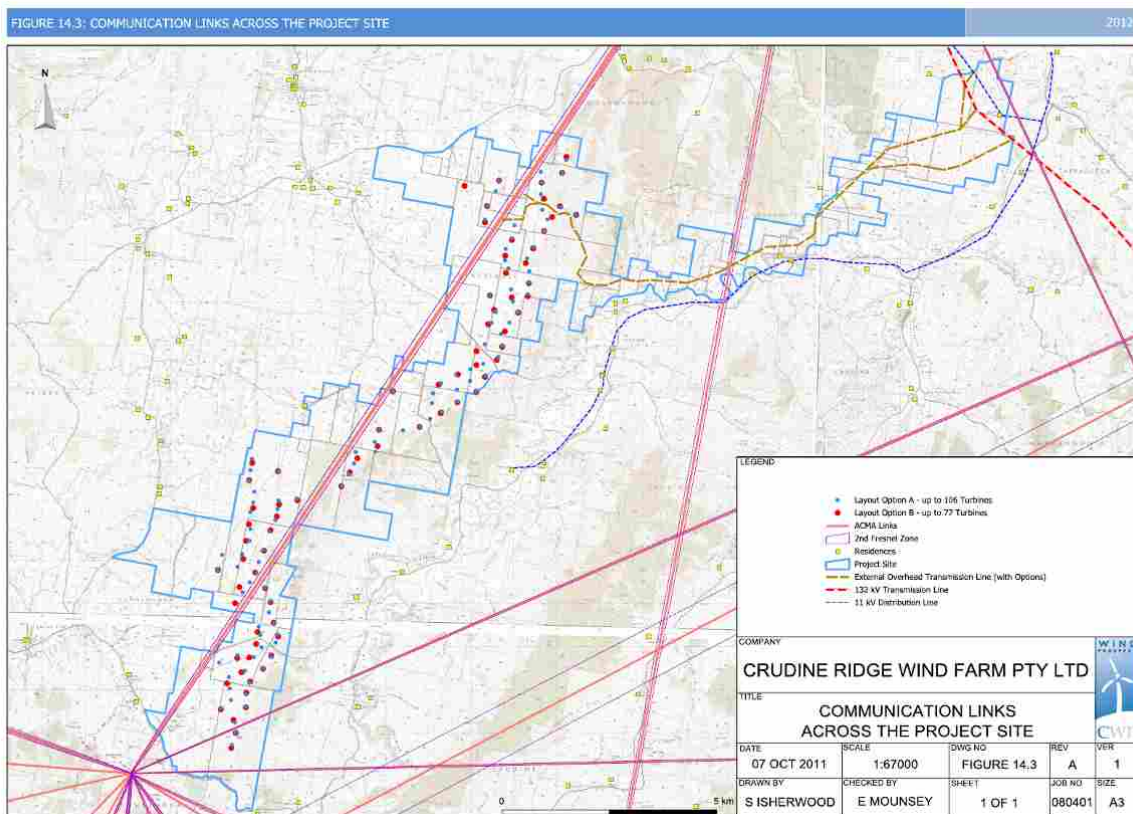 FIGURE 14.3: COMMUNICATION LINKS ACROSS THE PROJECT SITE
2012
N
LEGEND
Layout Option A - up to 106 Turbines
Layout Option B - up to 77 Turbines
ACMA Links
2nd Fresnel Zone
Residences
Project Site
External Overhead Transmission Line (with Options)
132 kV Transmission Line
11 kV Distribution Line
COMPANY
CRUDINE RIDGE WIND FARM PTY LTD
TITLE
COMMUNICATION LINKS
ACROSS THE PROJECT SITE
DATE SCALE DWG NO REV VER
07 OCT 2011 1:67000 FIGURE 14.3 A 1
DRAWN BY CHECKED BY SHEET JOB NO SIZE
S ISHERWOOD E MOUNSEY 1 OF 1 080401 A3
0 5 km